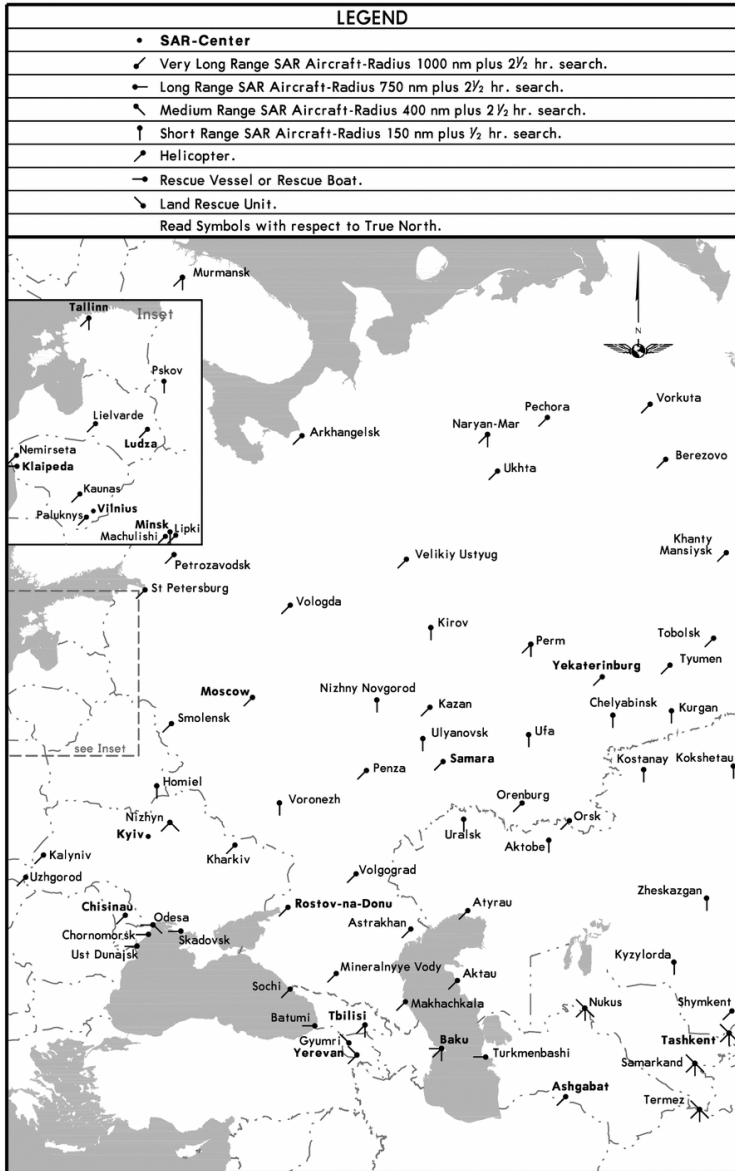 LEGEND
SAR-Center
Very Long Range SAR Aircraft-Radius 1000 nm plus 2½ hr. search.
Long Range SAR Aircraft-Radius 750 nm plus 2½ hr. search.
Medium Range SAR Aircraft-Radius 400 nm plus 2½ hr. search.
Short Range SAR Aircraft-Radius 150 nm plus ½ hr. search.
Helicopter.
Rescue Vessel or Rescue Boat.
Land Rescue Unit.
Read Symbols with respect to True North.
Murmansk
Tallinn
Inset
N
Pskov
Lielvarde
Ludza
Nemirseta
Klaipeda
Kaunas
Vilnius
Paluknys
Minsk
Lipki
Machulishi
Vorkuta
Pechora
Naryan-Mar
Arkhangelsk
Berezovo
Ukhta
Khanty
Mansiysk
Velikiy Ustyug
Petrozavodsk
St Petersburg
Vologda
Kirov
Perm
Tobolsk
Yekaterinburg
Tyumen
Moscow
Nizhny Novgorod
Kazan
Chelyabinsk
Kurgan
Smolensk
Ulyanovsk
Ufa
see Inset
Samara
Kostanay
Kokshetau
Penza
Homiel
Voronezh
Orenburg
Orsk
Nizhyn
Kyiv
Uralsk
Aktobe
Kharkiv
Kalyniv
Uzhgorod
Volgograd
Zheskazgan
Chisinau
Rostov-na-Donu
Atyrau
Odesa
Astrakhan
Chornomorsk
Skadovsk
Ust Dunajsk
Kyzylorda
Mineralnyye Vody
Aktau
Sochi
Makhachkala
Nukus
Shymkent
Batumi
Tbilisi
Gyumri
Yerevan
Baku
Turkmenbashi
Tashkent
Samarkand
Ashgabat
Termez